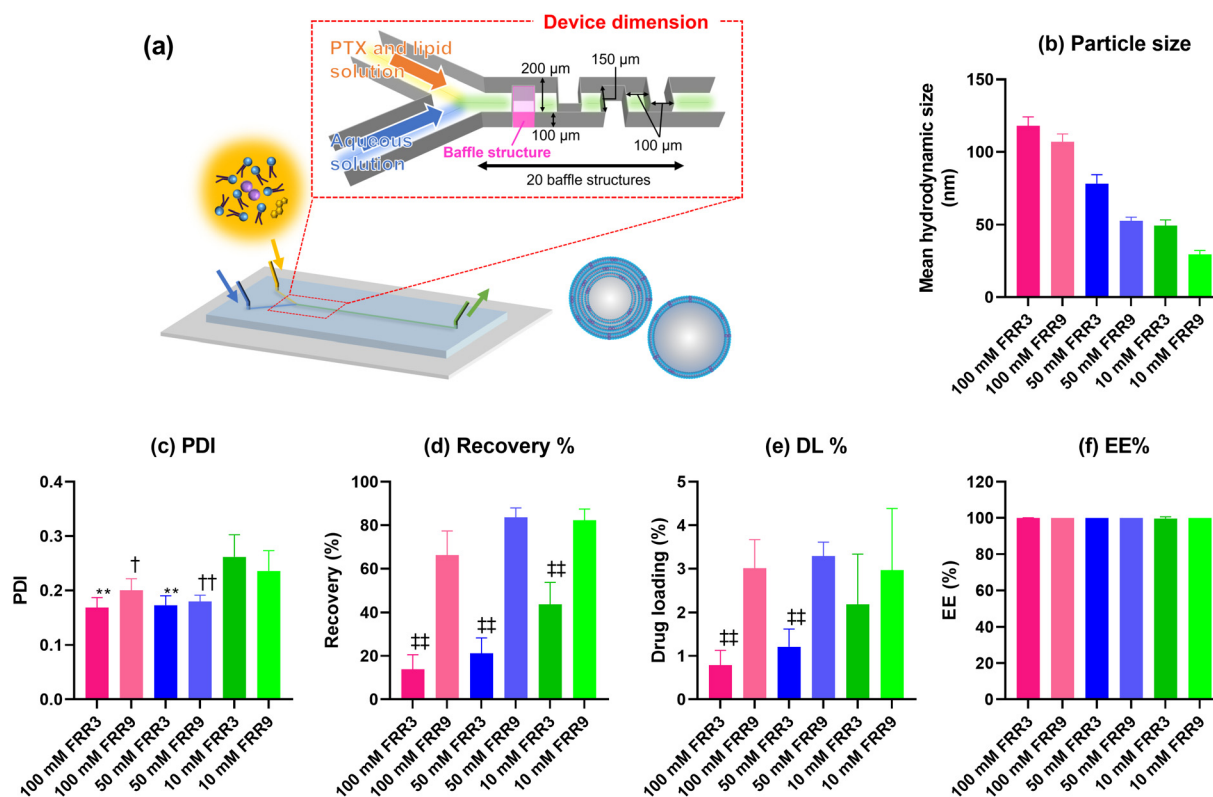 (a)
Device dimension
PTX and lipid
solution
Aqueous
solution
200 μm
150 μm
100 μm
100 μm
Baffle structure
20 baffle structures
(b) Particle size
Mean hydrodynamic size
(nm)
150
100
50
0
100 mM FRR3
100 mM FRR9
50 mM FRR3
50 mM FRR9
10 mM FRR3
10 mM FRR9
(c) PDI
PDI
0.4
0.3
0.2
0.1
0.0
**
†
**
††
100 mM FRR3
100 mM FRR9
50 mM FRR3
50 mM FRR9
10 mM FRR3
10 mM FRR9
(d) Recovery %
Recovery (%)
100
80
60
40
20
0
‡‡
‡‡
‡‡
100 mM FRR3
100 mM FRR9
50 mM FRR3
50 mM FRR9
10 mM FRR3
10 mM FRR9
(e) DL %
Drug loading (%)
5
4
3
2
1
0
‡‡
‡‡
100 mM FRR3
100 mM FRR9
50 mM FRR3
50 mM FRR9
10 mM FRR3
10 mM FRR9
(f) EE%
EE (%)
120
100
80
60
40
20
0
100 mM FRR3
100 mM FRR9
50 mM FRR3
50 mM FRR9
10 mM FRR3
10 mM FRR9